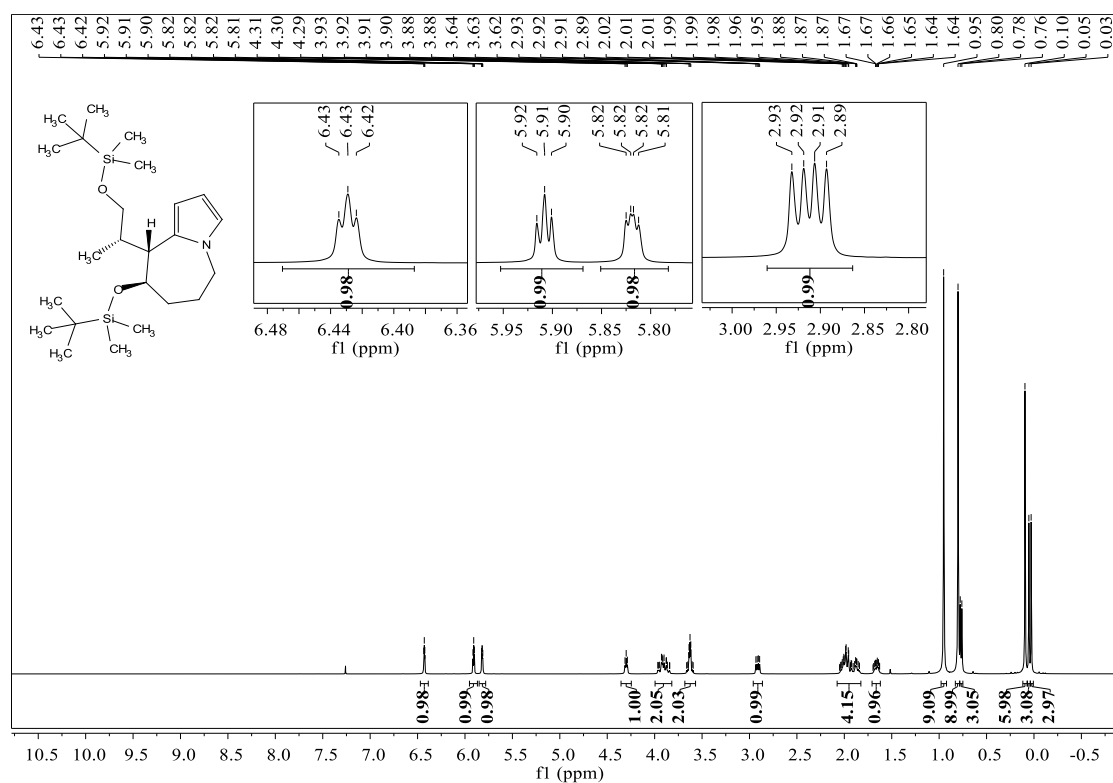 6.43 6.43 6.42 5.92 5.91 5.90 5.82 5.82 5.82 5.81 4.31 4.30 4.29 3.93 3.92 3.91 3.90 3.88 3.88 3.64 3.63 3.62 2.93 2.92 2.91 2.89 2.02 2.01 2.01 1.99 1.99 1.98 1.96 1.95 1.88 1.87 1.87 1.67 1.67 1.66 1.65 1.64 1.64 0.95 0.80 0.78 0.76 0.10 0.05 0.03
H3C CH3
H3C
CH3
Si
CH3
O
H
H3C
N
O
H3C CH3
Si
H3C
CH3
CH3
6.43 6.43 6.42
0.98
6.48 6.44 6.40 6.36
f1 (ppm)
5.92 5.91 5.90 5.82 5.82 5.82 5.81
0.99 0.98
5.95 5.90 5.85 5.80
f1 (ppm)
2.93 2.92 2.91 2.89
0.99
3.00 2.95 2.90 2.85 2.80
f1 (ppm)
0.98 0.99 0.98 1.00 2.05 2.03 0.99 4.15 0.96 9.09 8.99 3.05 5.98 3.08 2.97
10.5 10.0 9.5 9.0 8.5 8.0 7.5 7.0 6.5 6.0 5.5 5.0 4.5 4.0 3.5 3.0 2.5 2.0 1.5 1.0 0.5 0.0 -0.5
f1 (ppm)